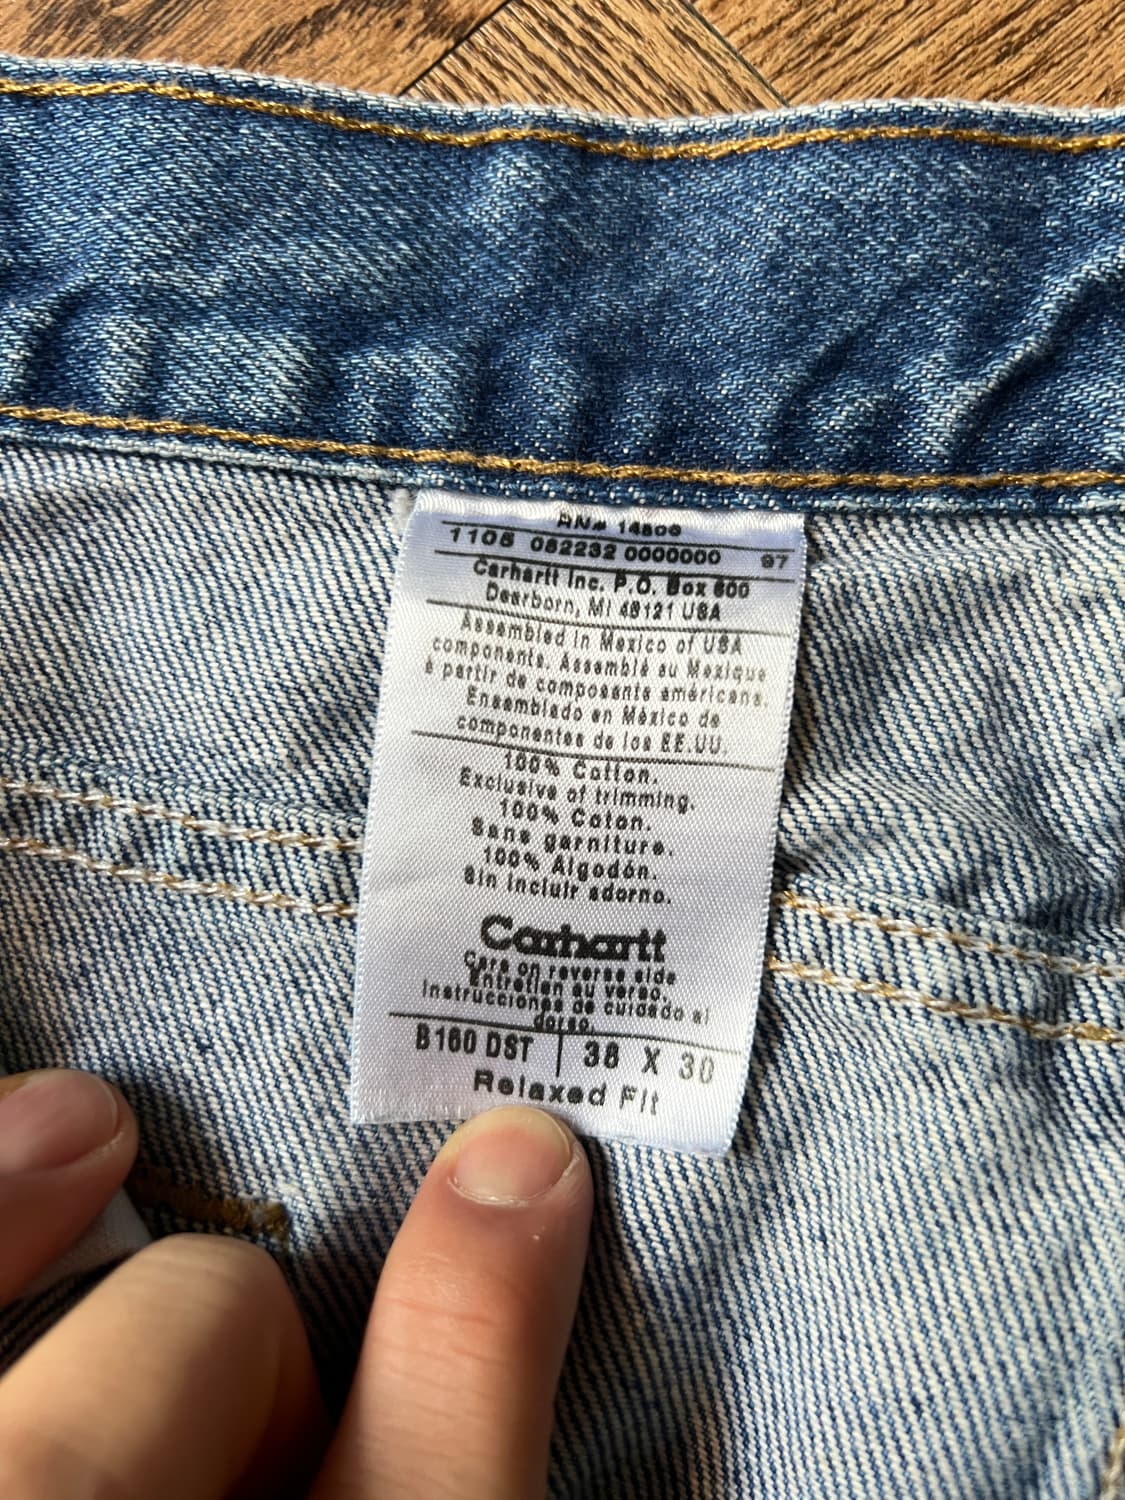 RN# 14806
1105 082232 0000000 97
Carhartt Inc. P.O. Box 600
Dearborn, MI 48121 USA
Assembled in Mexico of USA
components. Assemblé au Mexique
à partir de composants américans.
Ensamblado en México de
componentes de los EE.UU.
100% Cotton.
Exclusive of trimming.
100% Coton.
Sans garniture.
100% Algodón.
Sin incluir adorno.
Carhartt
Care on reverse side
Entretien au verso.
Instrucciones de cuidado al
dorso.
B160 DST | 38 X 30
Relaxed Fit